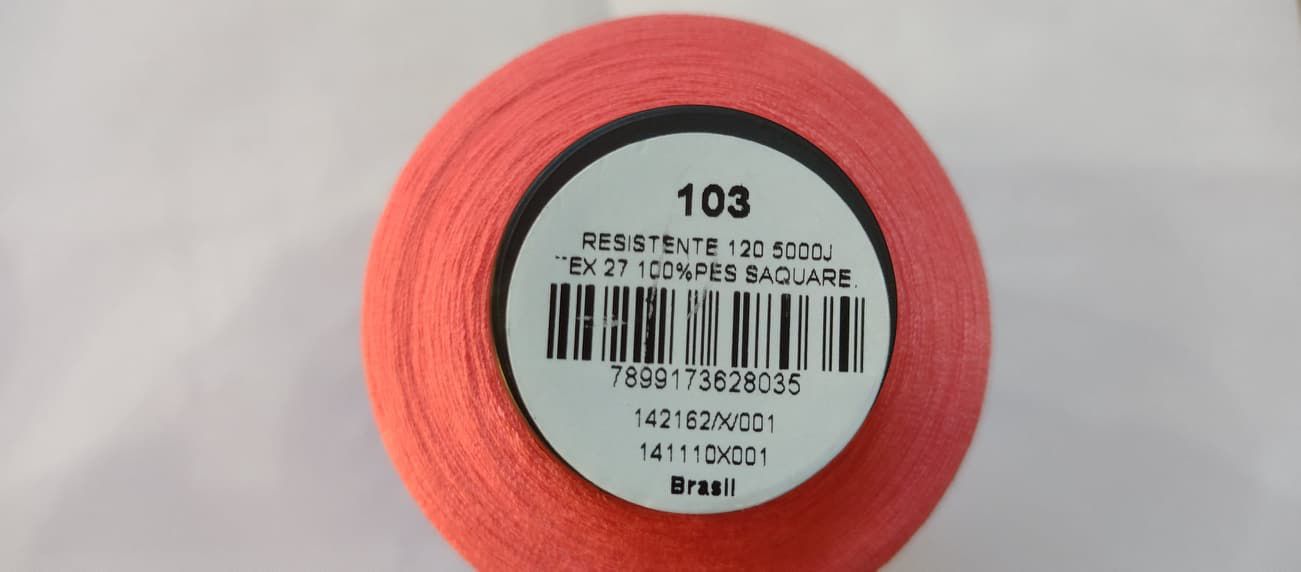 103
RESISTENTE 120 5000J
EX 27 100%PES SAQUARE.
7899173628035
142162/X/001
141110X001
Brasil